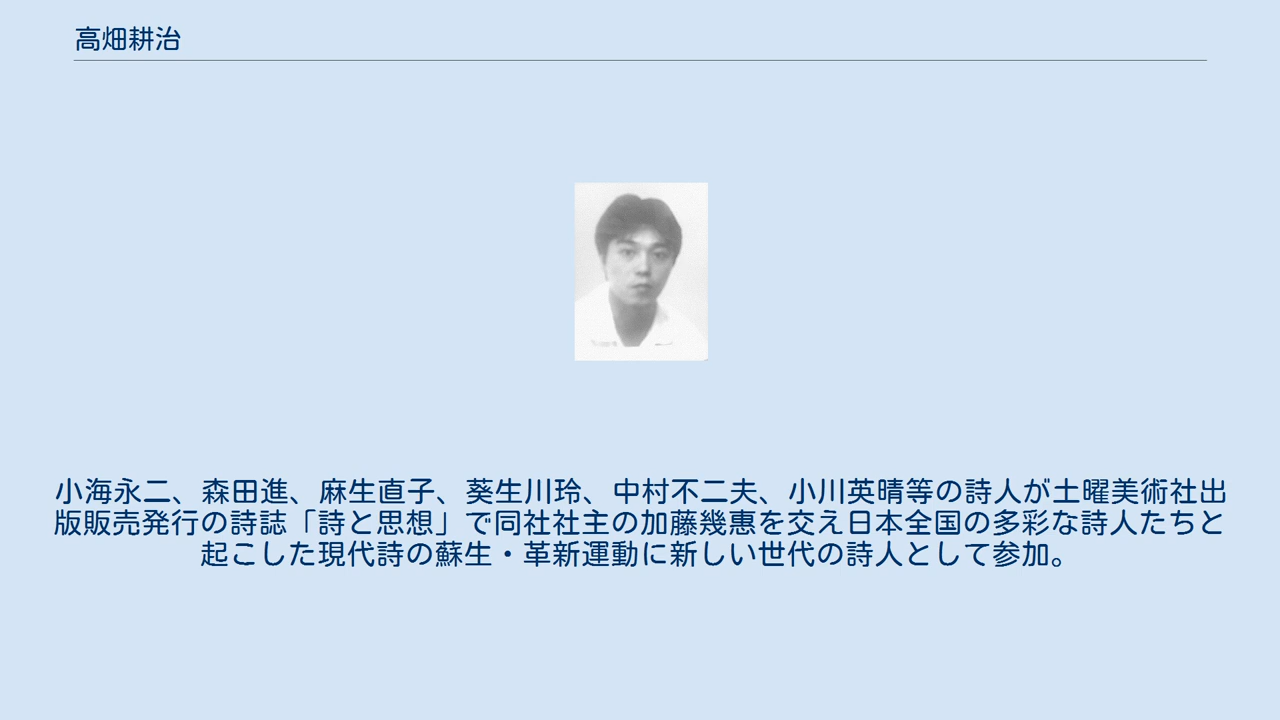 高畑耕治
小海永二、森田進、麻生直子、葵生川玲、中村不二夫、小川英晴等の詩人が土曜美術社出
版販売発行の詩誌「詩と思想」で同社社主の加藤幾惠を交え日本全国の多彩な詩人たちと
起こした現代詩の蘇生・革新運動に新しい世代の詩人として参加。